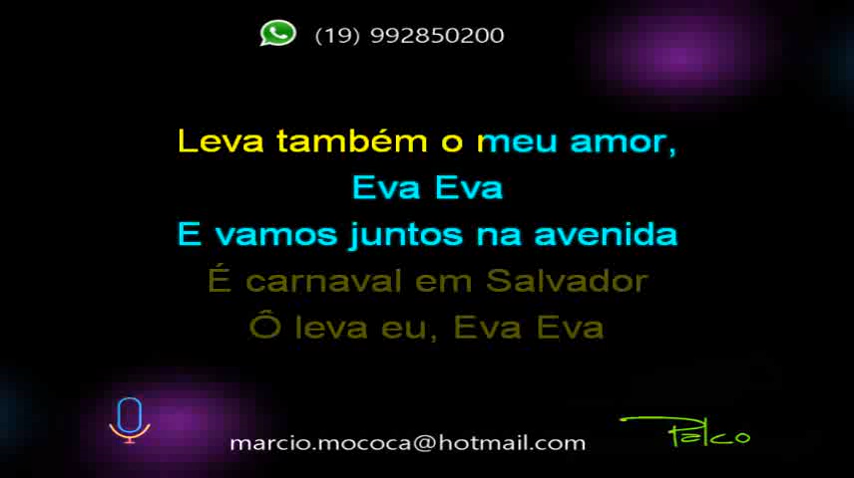 (19) 992850200
Leva também o meu amor,
Eva Eva
E vamos juntos na avenida
É carnaval em Salvador
Ô leva eu, Eva Eva
marcio.mococa@hotmail.com
Palco